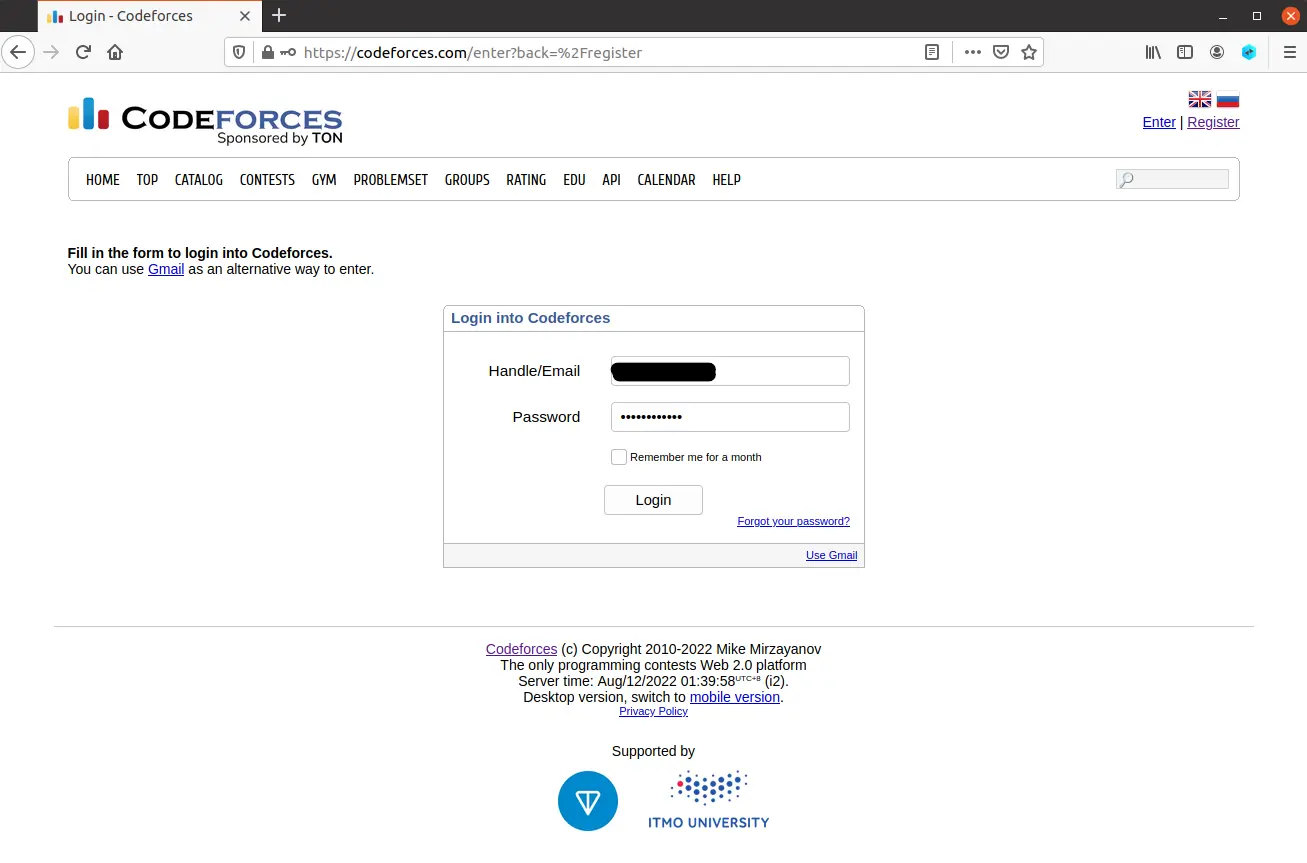 Login - Codeforces
https://codeforces.com/enter?back=%2Fregister
CODEFORCES
Sponsored by TON
Enter | Register
HOME TOP CATALOG CONTESTS GYM PROBLEMSET GROUPS RATING EDU API CALENDAR HELP
Fill in the form to login into Codeforces.
You can use Gmail as an alternative way to enter.
Login into Codeforces
Handle/Email
Password ••••••••••••
Remember me for a month
Login
Forgot your password?
Use Gmail
Codeforces (c) Copyright 2010-2022 Mike Mirzayanov
The only programming contests Web 2.0 platform
Server time: Aug/12/2022 01:39:58UTC+8 (i2).
Desktop version, switch to mobile version.
Privacy Policy
Supported by
ITMO UNIVERSITY